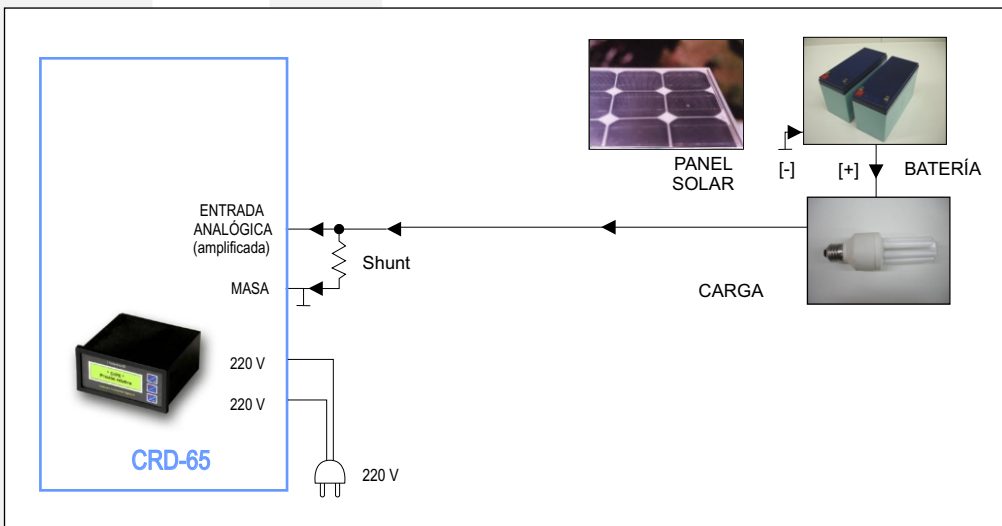 PANEL
SOLAR
[-]
[+]
BATERÍA
ENTRADA
ANALÓGICA
(amplificada)
Shunt
MASA
CARGA
220 V
220 V
CRD-65
220 V